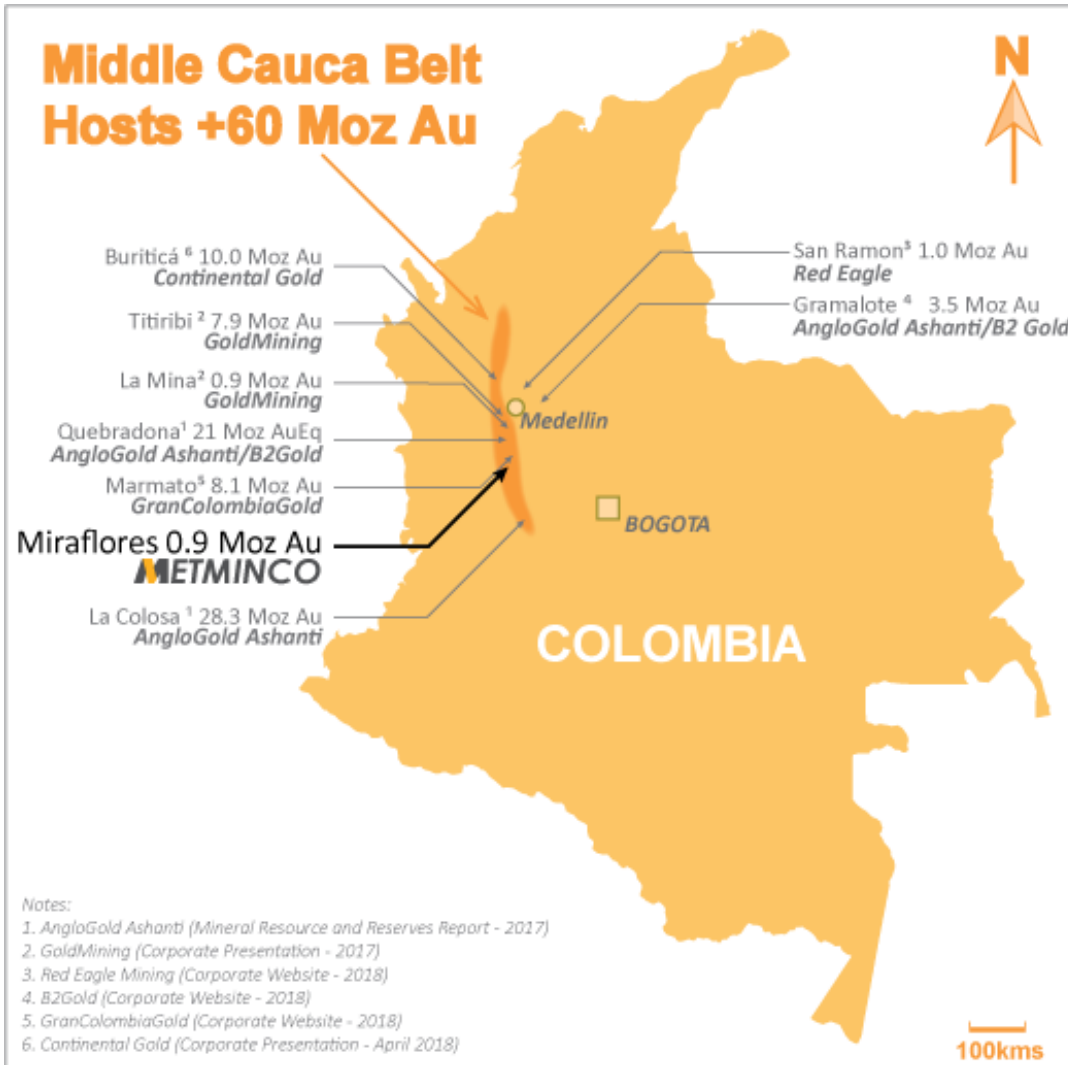 Middle Cauca Belt
Hosts +60 Moz Au
N
Buriticá ⁶ 10.0 Moz Au
Continental Gold
Titiribi ² 7.9 Moz Au
GoldMining
La Mina² 0.9 Moz Au
GoldMining
Quebradona¹ 21 Moz AuEq
AngloGold Ashanti/B2Gold
Marmato⁵ 8.1 Moz Au
GranColombiaGold
Miraflores 0.9 Moz Au
METMINCO
La Colosa ¹ 28.3 Moz Au
AngloGold Ashanti
San Ramon³ 1.0 Moz Au
Red Eagle
Gramalote ⁴ 3.5 Moz Au
AngloGold Ashanti/B2 Gold
Medellin
BOGOTA
COLOMBIA
Notes:
1. AngloGold Ashanti (Mineral Resource and Reserves Report - 2017)
2. GoldMining (Corporate Presentation - 2017)
3. Red Eagle Mining (Corporate Website - 2018)
4. B2Gold (Corporate Website - 2018)
5. GranColombiaGold (Corporate Website - 2018)
6. Continental Gold (Corporate Presentation - April 2018)
100kms